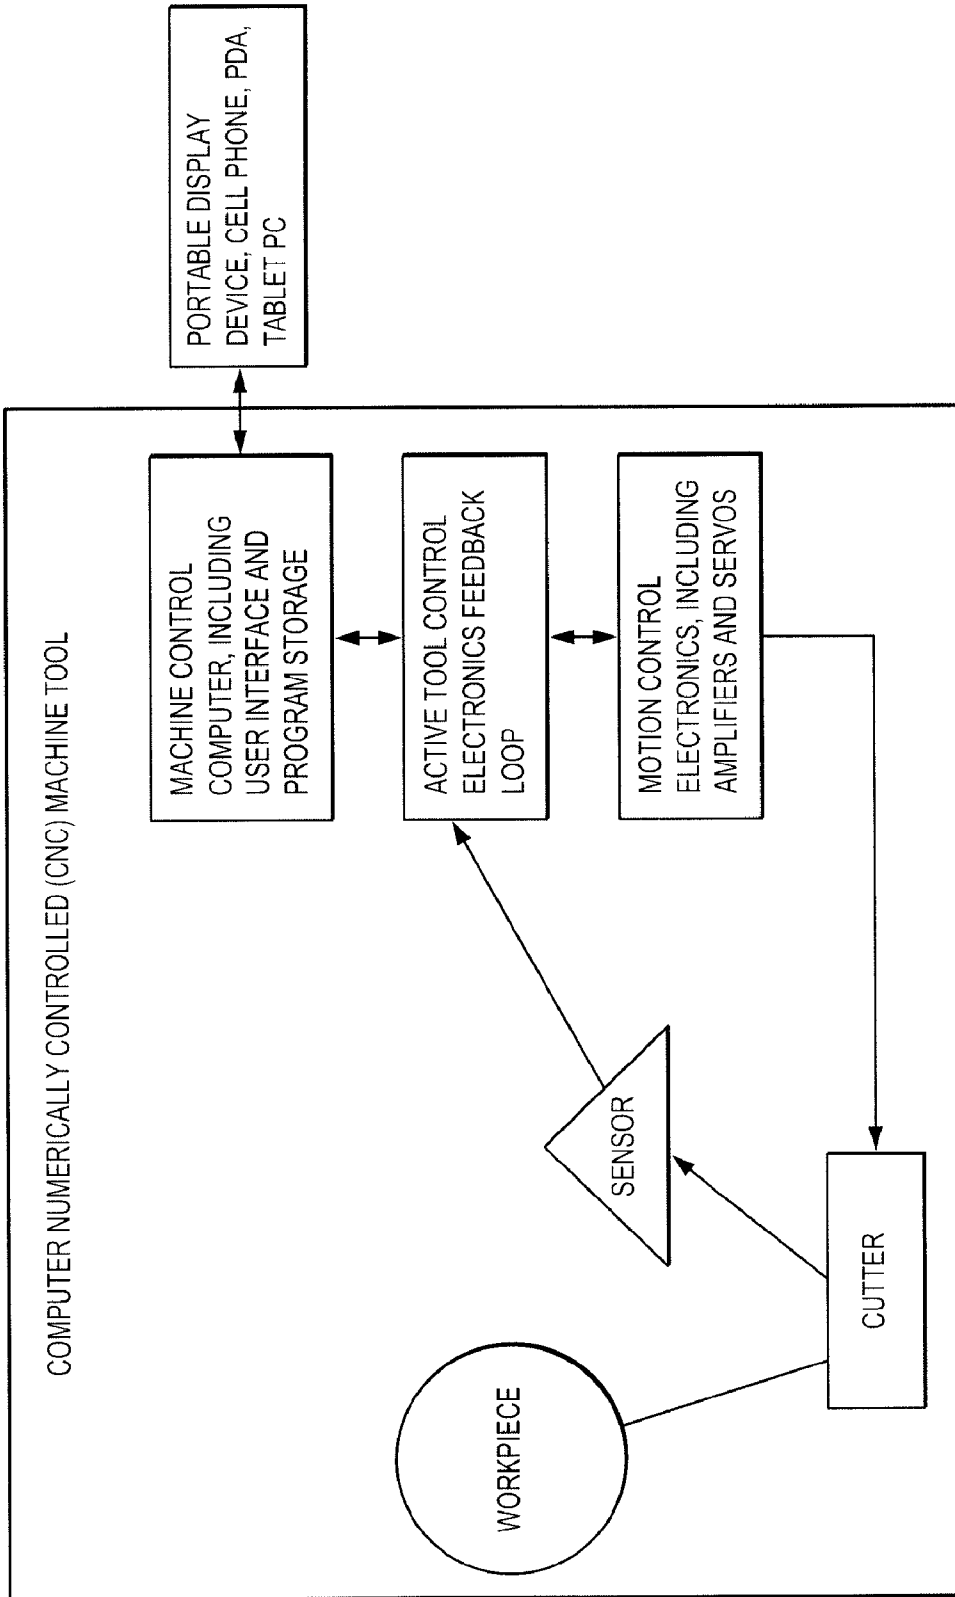 COMPUTER NUMERICALLY CONTROLLED (CNC) MACHINE TOOL
PORTABLE DISPLAY
DEVICE, CELL PHONE, PDA,
TABLET PC
MACHINE CONTROL
COMPUTER, INCLUDING
USER INTERFACE AND
PROGRAM STORAGE
ACTIVE TOOL CONTROL
ELECTRONICS FEEDBACK
LOOP
MOTION CONTROL
ELECTRONICS, INCLUDING
AMPLIFIERS AND SERVOS
SENSOR
WORKPIECE
CUTTER